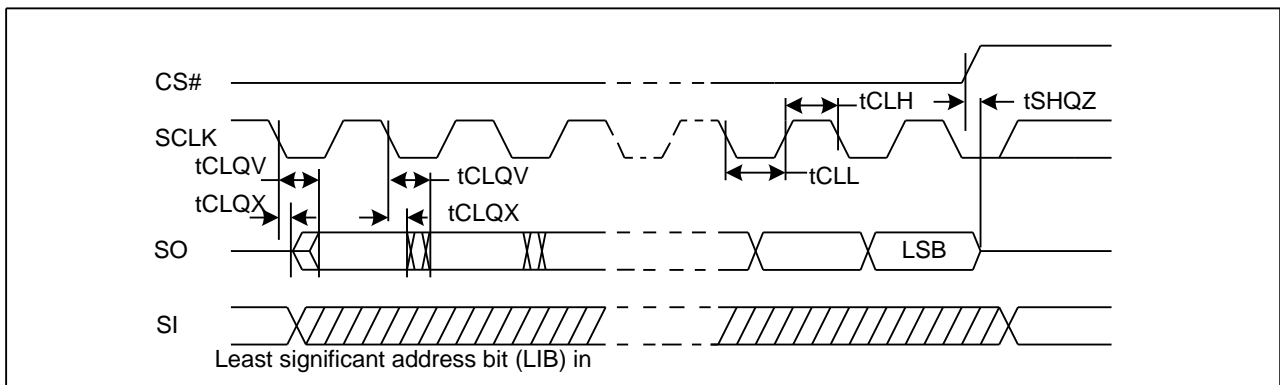 CS#
tCLH
tSHQZ
SCLK
tCLQV
tCLQV
tCLL
tCLQX
tCLQX
SO
LSB
SI
Least significant address bit (LIB) in